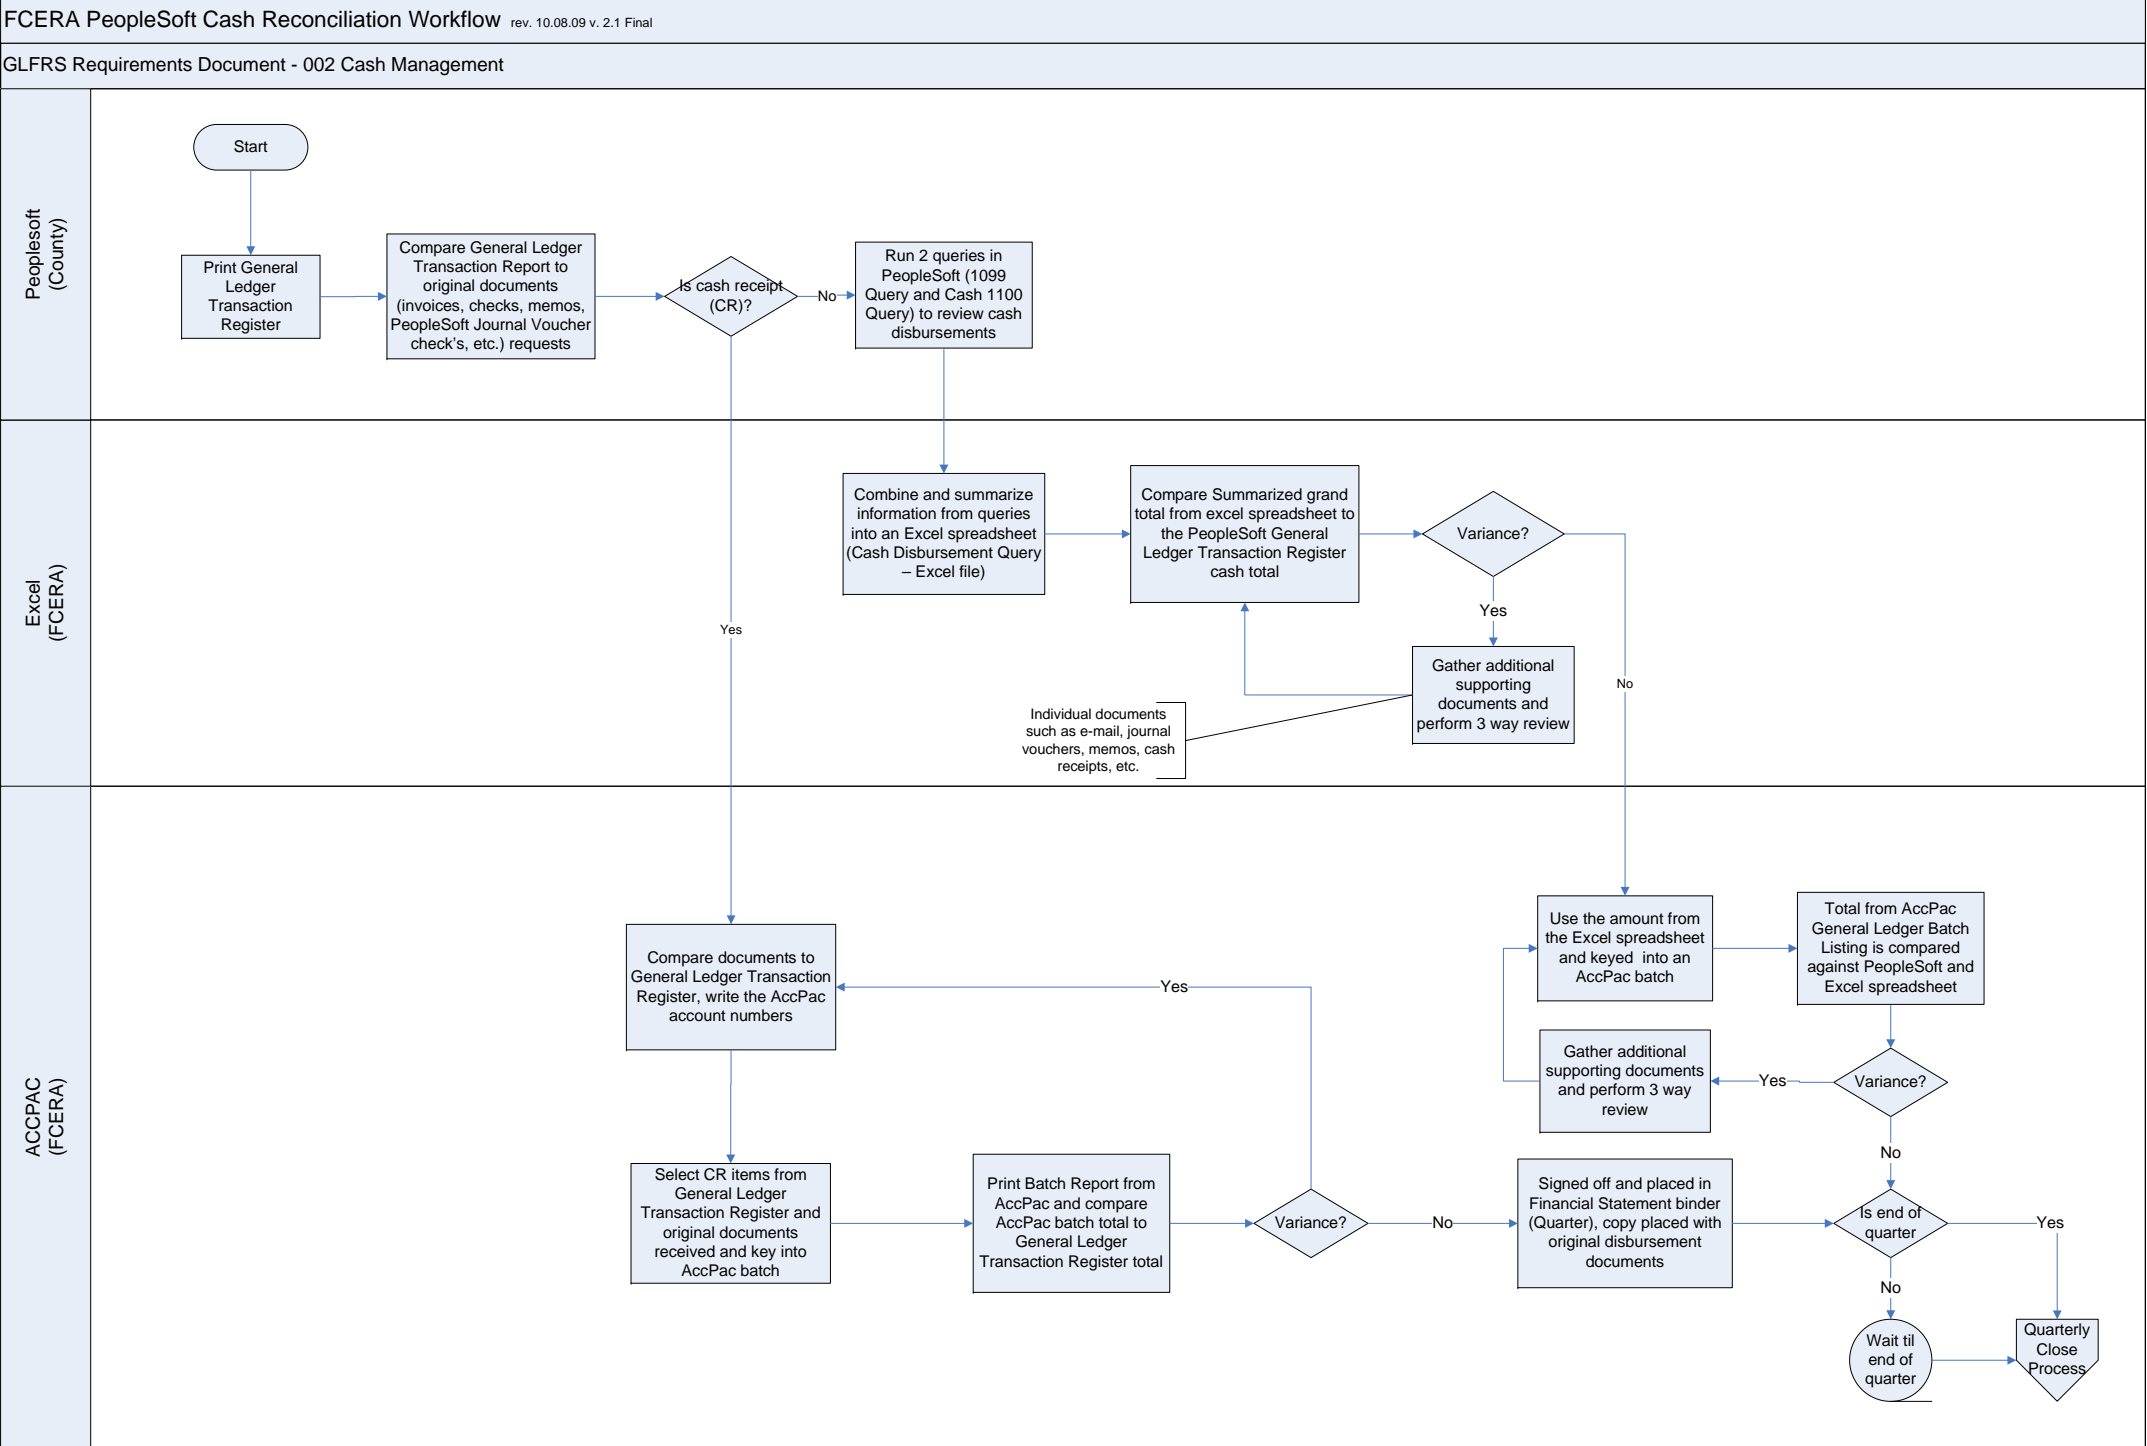 FCERA PeopleSoft Cash Reconciliation Workflow rev. 10.08.09 v. 2.1 Final
GLFRS Requirements Document - 002 Cash Management
Peoplesoft
(County)
Start
Print General
Ledger
Transaction
Register
Compare General Ledger
Transaction Report to
original documents
(invoices, checks, memos,
PeopleSoft Journal Voucher
check's, etc.) requests
Is cash receipt
(CR)?
No
Run 2 queries in
PeopleSoft (1099
Query and Cash 1100
Query) to review cash
disbursements
Excel
(FCERA)
Combine and summarize
information from queries
into an Excel spreadsheet
(Cash Disbursement Query
– Excel file)
Compare Summarized grand
total from excel spreadsheet to
the PeopleSoft General
Ledger Transaction Register
cash total
Variance?
Yes
Yes
No
Gather additional
supporting
documents and
perform 3 way review
Individual documents
such as e-mail, journal
vouchers, memos, cash
receipts, etc.
ACCPAC
(FCERA)
Compare documents to
General Ledger Transaction
Register, write the AccPac
account numbers
Yes
Use the amount from
the Excel spreadsheet
and keyed  into an
AccPac batch
Total from AccPac
General Ledger Batch
Listing is compared
against PeopleSoft and
Excel spreadsheet
Gather additional
supporting documents
and perform 3 way
review
Yes
Variance?
No
Select CR items from
General Ledger
Transaction Register and
original documents
received and key into
AccPac batch
Print Batch Report from
AccPac and compare
AccPac batch total to
General Ledger
Transaction Register total
Variance?
No
Signed off and placed in
Financial Statement binder
(Quarter), copy placed with
original disbursement
documents
Is end of
quarter
Yes
No
Wait til
end of
quarter
Quarterly
Close
Process